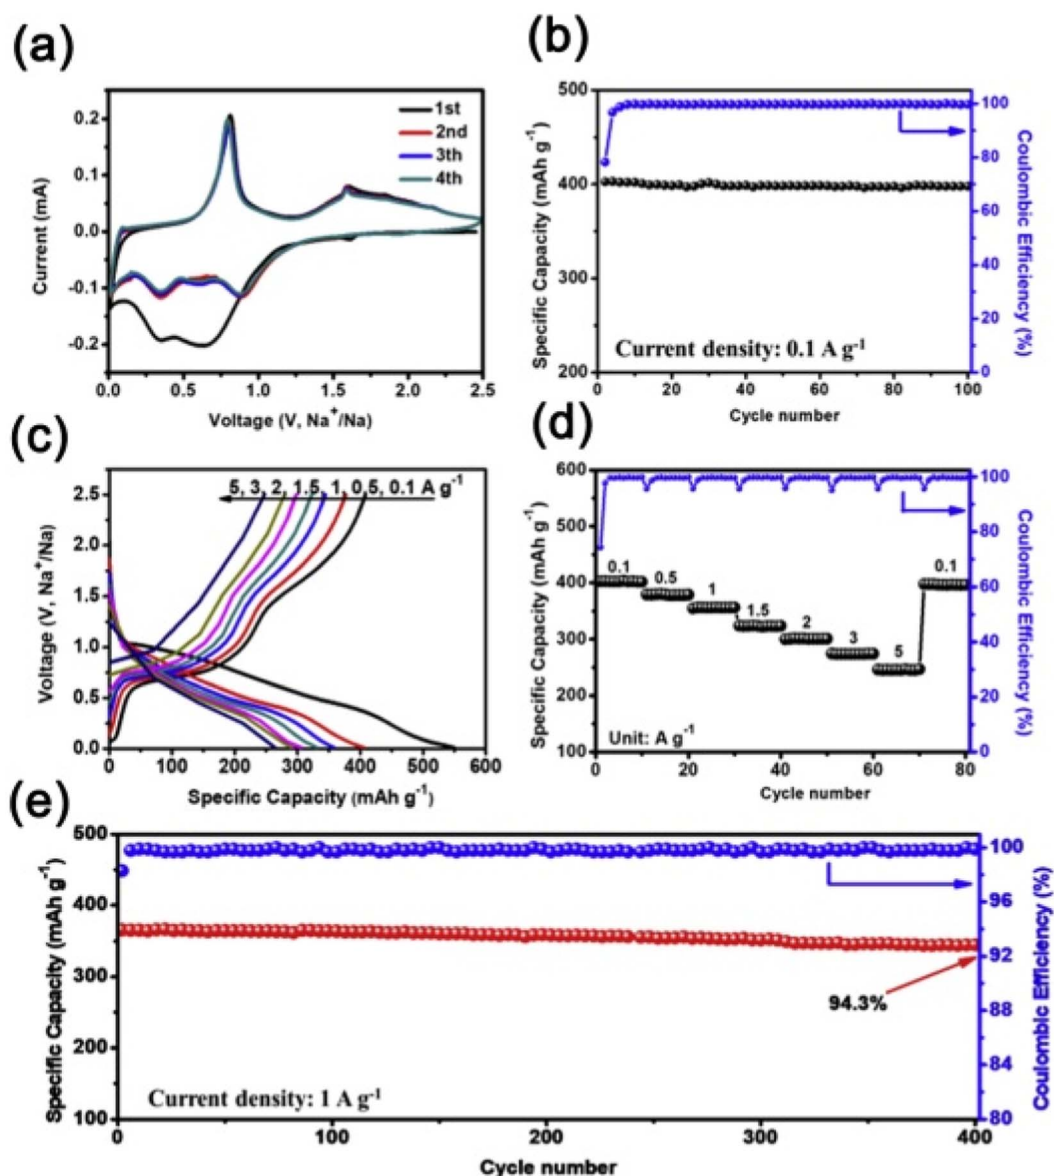 (a)
1st
2nd
3th
4th
0.2
0.1
0.0
-0.1
-0.2
Current (mA)
0.0 0.5 1.0 1.5 2.0 2.5
Voltage (V, Na⁺/Na)
(b)
500
400
300
200
Specific Capacity (mAh g⁻¹)
100
80
60
40
20
0
Coulombic Efficiency (%)
Current density: 0.1 A g⁻¹
0 20 40 60 80 100
Cycle number
(c)
5, 3, 2, 1.5, 1, 0.5, 0.1 A g⁻¹
2.5
2.0
1.5
1.0
0.5
0.0
Voltage (V, Na⁺/Na)
0 100 200 300 400 500 600
Specific Capacity (mAh g⁻¹)
(d)
600
500
400
300
200
100
Specific Capacity (mAh g⁻¹)
0.1 0.5 1 1.5 2 3 5 0.1
100
80
60
40
20
0
Coulombic Efficiency (%)
Unit: A g⁻¹
0 20 40 60 80
Cycle number
(e)
500
400
300
200
100
Specific Capacity (mAh g⁻¹)
100
96
92
88
84
80
Coulombic Efficiency (%)
94.3%
Current density: 1 A g⁻¹
0 100 200 300 400
Cycle number